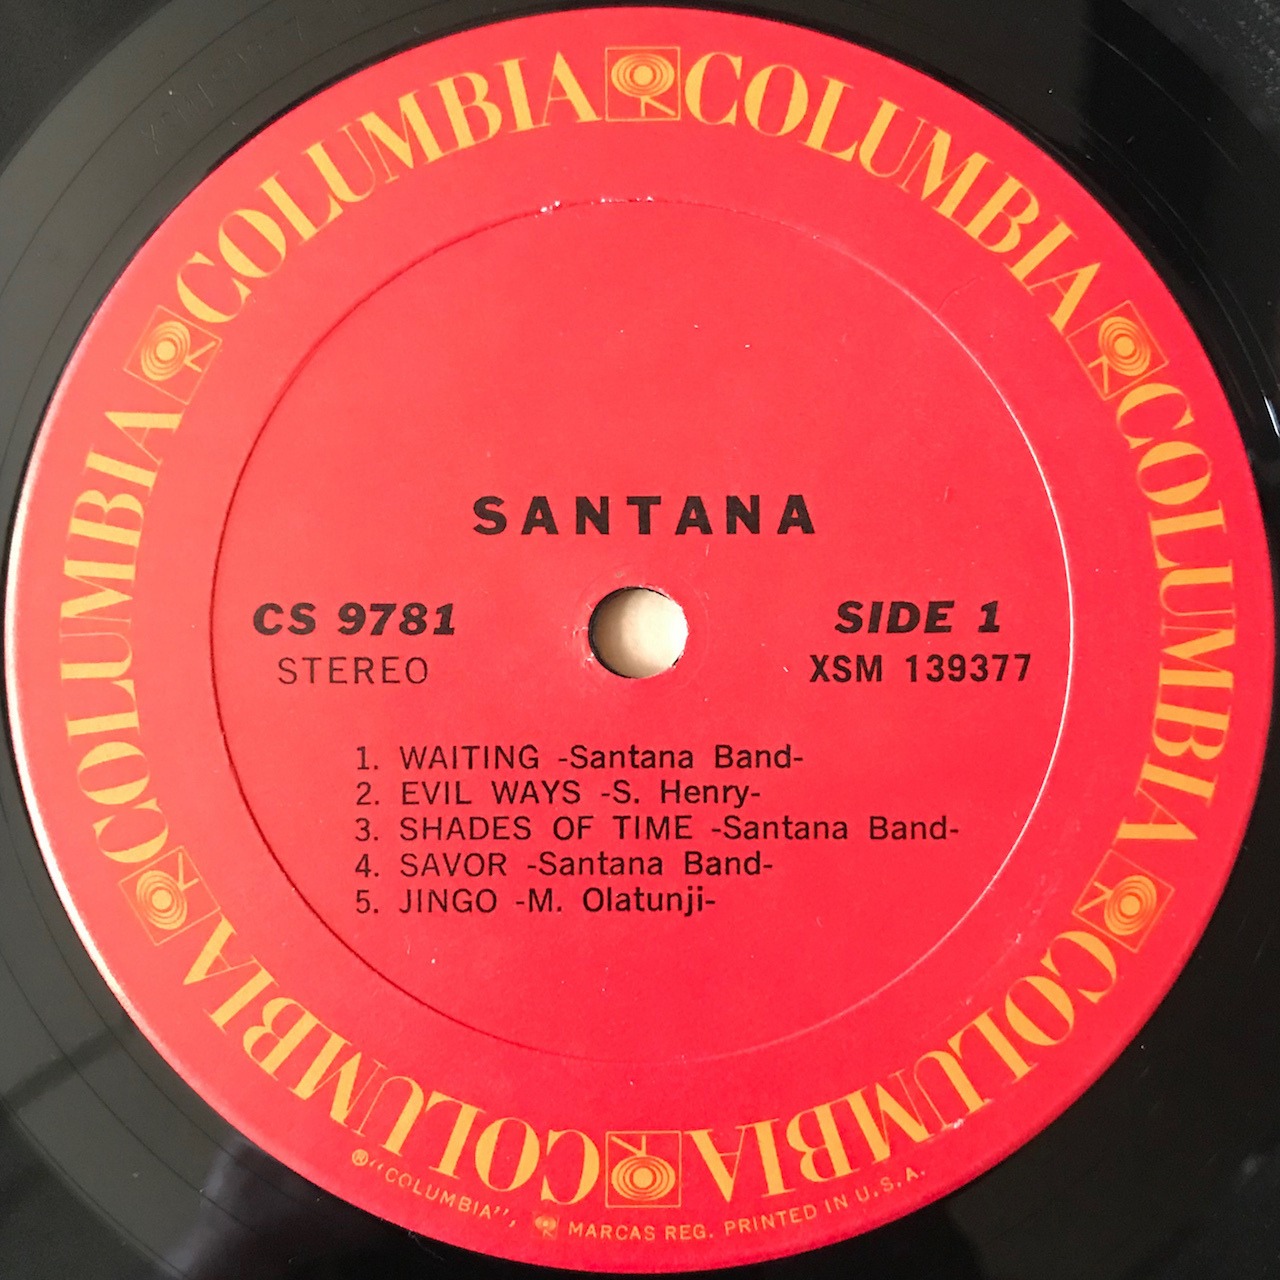 COLUMBIA COLUMBIA COLUMBIA COLUMBIA COLUMBIA COLUMBIA
SANTANA
CS 9781
STEREO
SIDE 1
XSM 139377
1. WAITING -Santana Band-
2. EVIL WAYS -S. Henry-
3. SHADES OF TIME -Santana Band-
4. SAVOR -Santana Band-
5. JINGO -M. Olatunji-
®"COLUMBIA", MARCAS REG. PRINTED IN U.S.A.